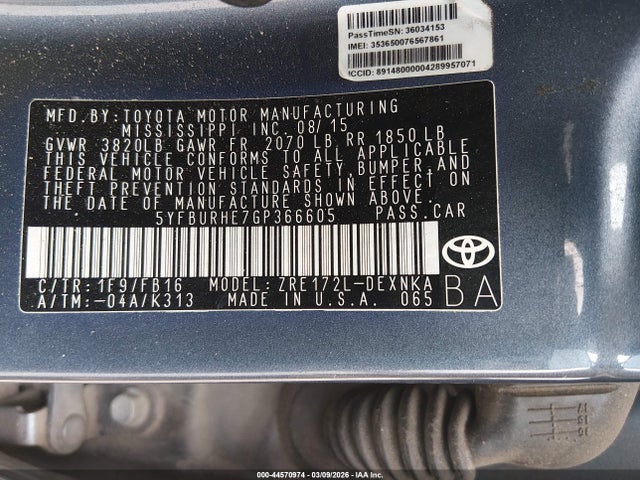 PassTimeSN: 36034153
IMEI: 353650076567861
ICCID: 89148000004289957071
MFD.BY:TOYOTA MOTOR MANUFACTURING
MISSISSIPPI INC. 08/15
GVWR 3820LB GAWR FR 2070 LB RR 1850 LB
THIS VEHICLE CONFORMS TO ALL APPLICABLE
FEDERAL MOTOR VEHICLE SAFETY, BUMPER, AND
THEFT PREVENTION STANDARDS IN EFFECT ON
THE DATE OF MANUFACTURE SHOWN ABOVE.
5YFBURHE7GP366605 PASS.CAR
C/TR: 1F9/FB16 MODEL: ZRE172L-DEXNKA
A/TM:-04A/K313 MADE IN U.S.A. 065
TOYOTA
BA
000-44570974 | 03/09/2026 - IAA Inc.